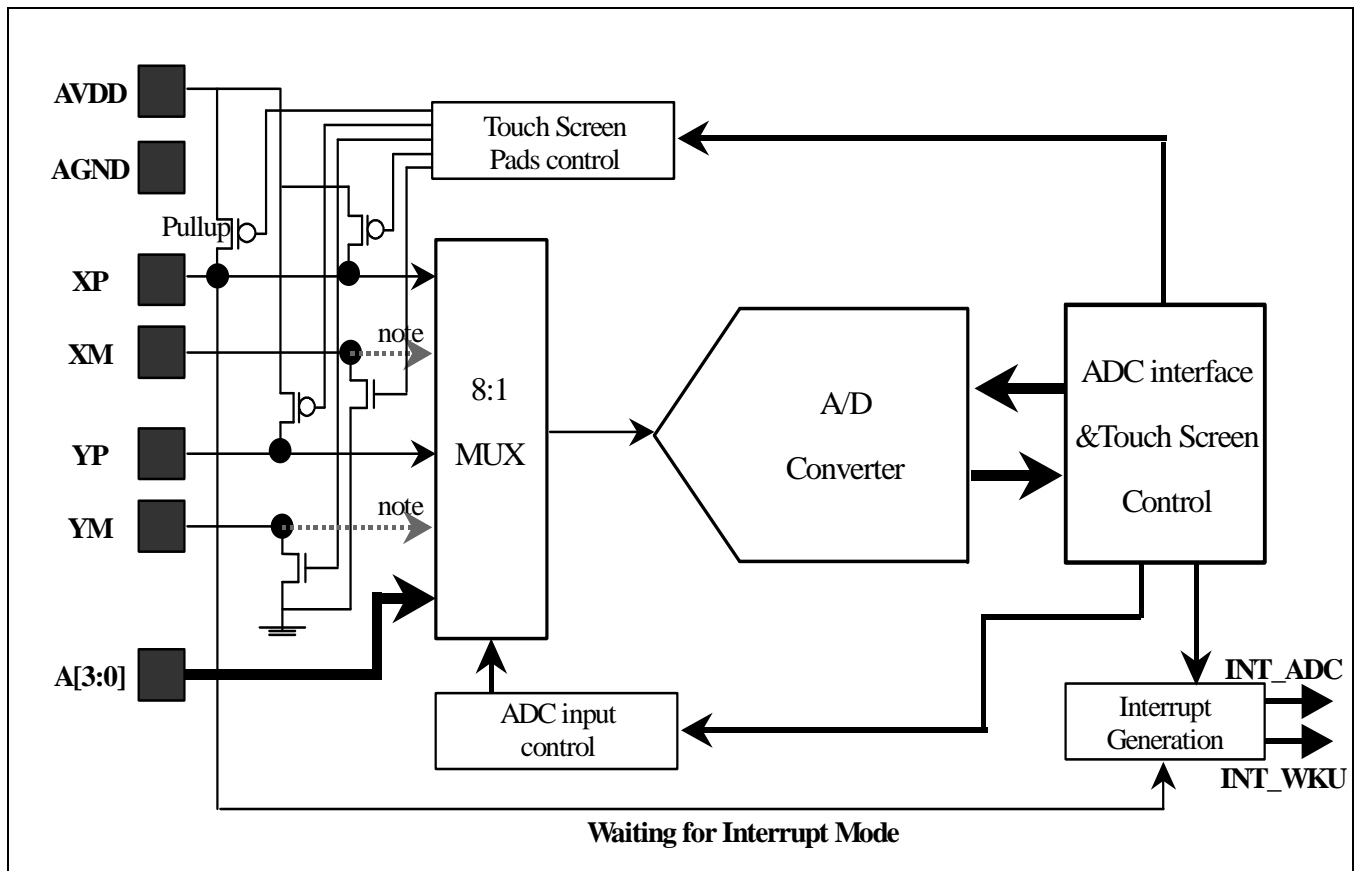 AVDD
Touch Screen
Pads control
AGND
Pullup
XP
XM
note
8:1
MUX
A/D
Converter
ADC interface
&Touch Screen
Control
YP
YM
note
A[3:0]
ADC input
control
Interrupt
Generation
INT_ADC
INT_WKU
Waiting for Interrupt Mode